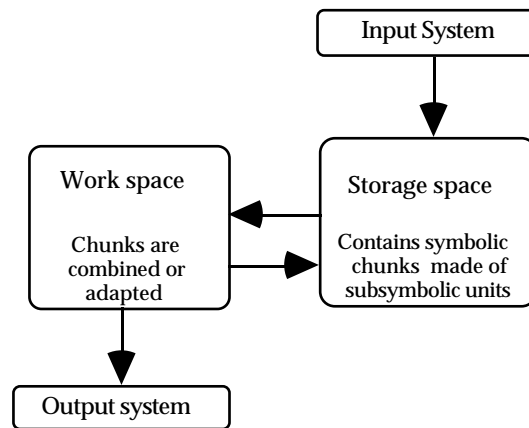 Input System
Work space
Chunks are
combined or
adapted
Storage space
Contains symbolic
chunks made of
subsymbolic units
Output system